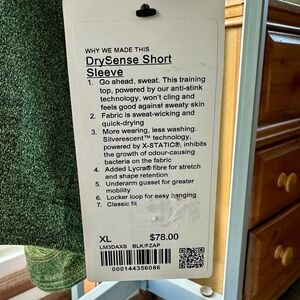 WHY WE MADE THIS
DrySense Short
Sleeve
1. Go ahead, sweat. This training
top, powered by our anti-stink
technology, won't cling and
feels good against sweaty skin
2. Fabric is sweat-wicking and
quick-drying
3. More wearing, less washing.
Silverescent™ technology,
powered by X-STATIC®, inhibits
the growth of odour-causing
bacteria on the fabric
4. Added Lycra® fibre for stretch
and shape retention
5. Underarm gusset for greater
mobility
6. Locker loop for easy hanging
7. Classic fit
XL $78.00
LM3DAXS BLK/FZAP
000144356086